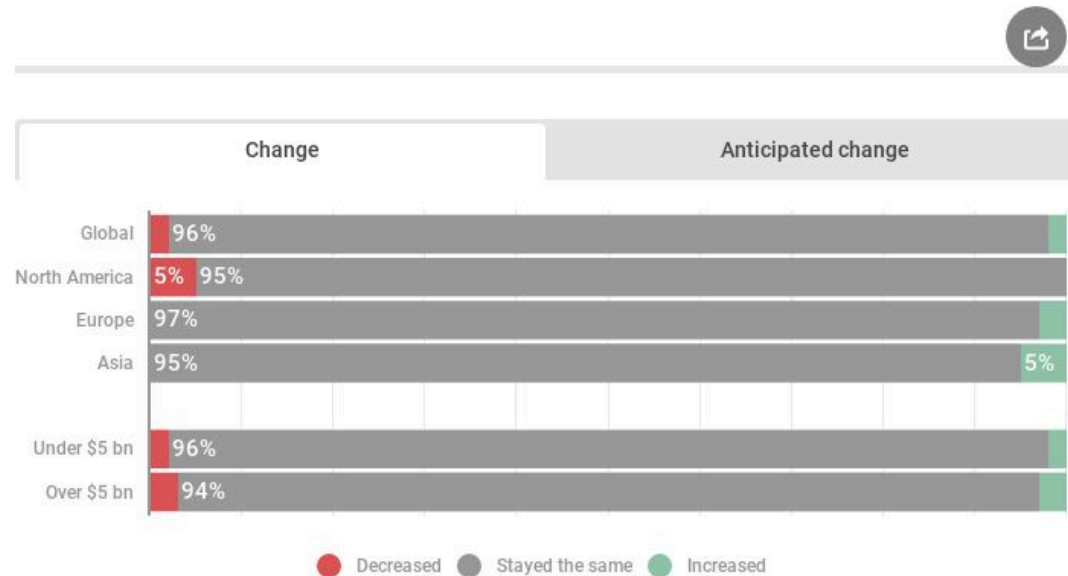 Change Anticipated change
Global 96%
North America 5% 95%
Europe 97%
Asia 95% 5%
Under $5 bn 96%
Over $5 bn 94%
Decreased Stayed the same Increased